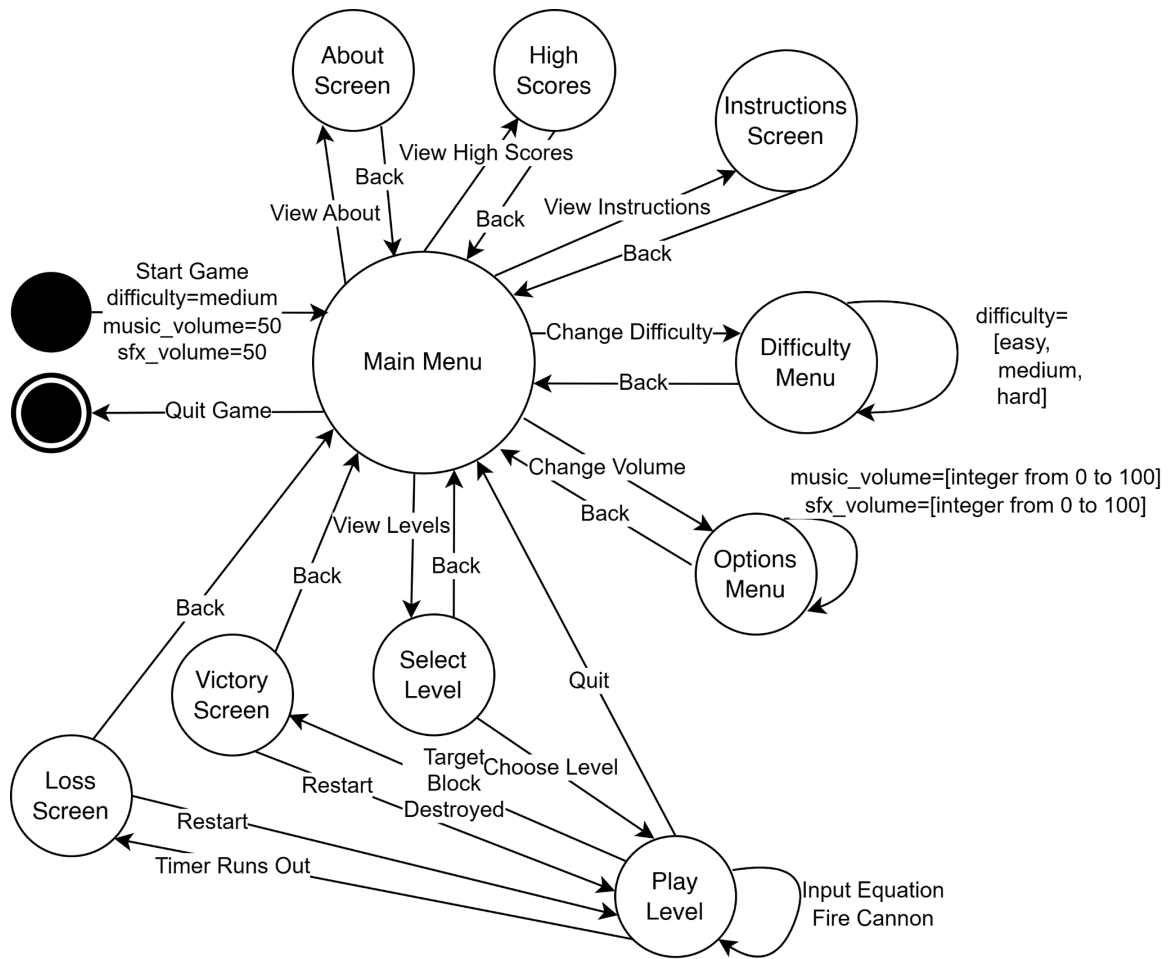 About
Screen
High
Scores
Instructions
Screen
View High Scores
Back
View About
Back
View Instructions
Back
Start Game
difficulty=medium
music_volume=50
sfx_volume=50
Main Menu
Change Difficulty
Back
Difficulty
Menu
difficulty=
[easy,
medium,
hard]
Quit Game
Change Volume
Back
music_volume=[integer from 0 to 100]
sfx_volume=[integer from 0 to 100]
Options
Menu
View Levels
Back
Back
Back
Select
Level
Victory
Screen
Quit
Target
Block
Destroyed
Choose Level
Restart
Loss
Screen
Restart
Timer Runs Out
Play
Level
Input Equation
Fire Cannon